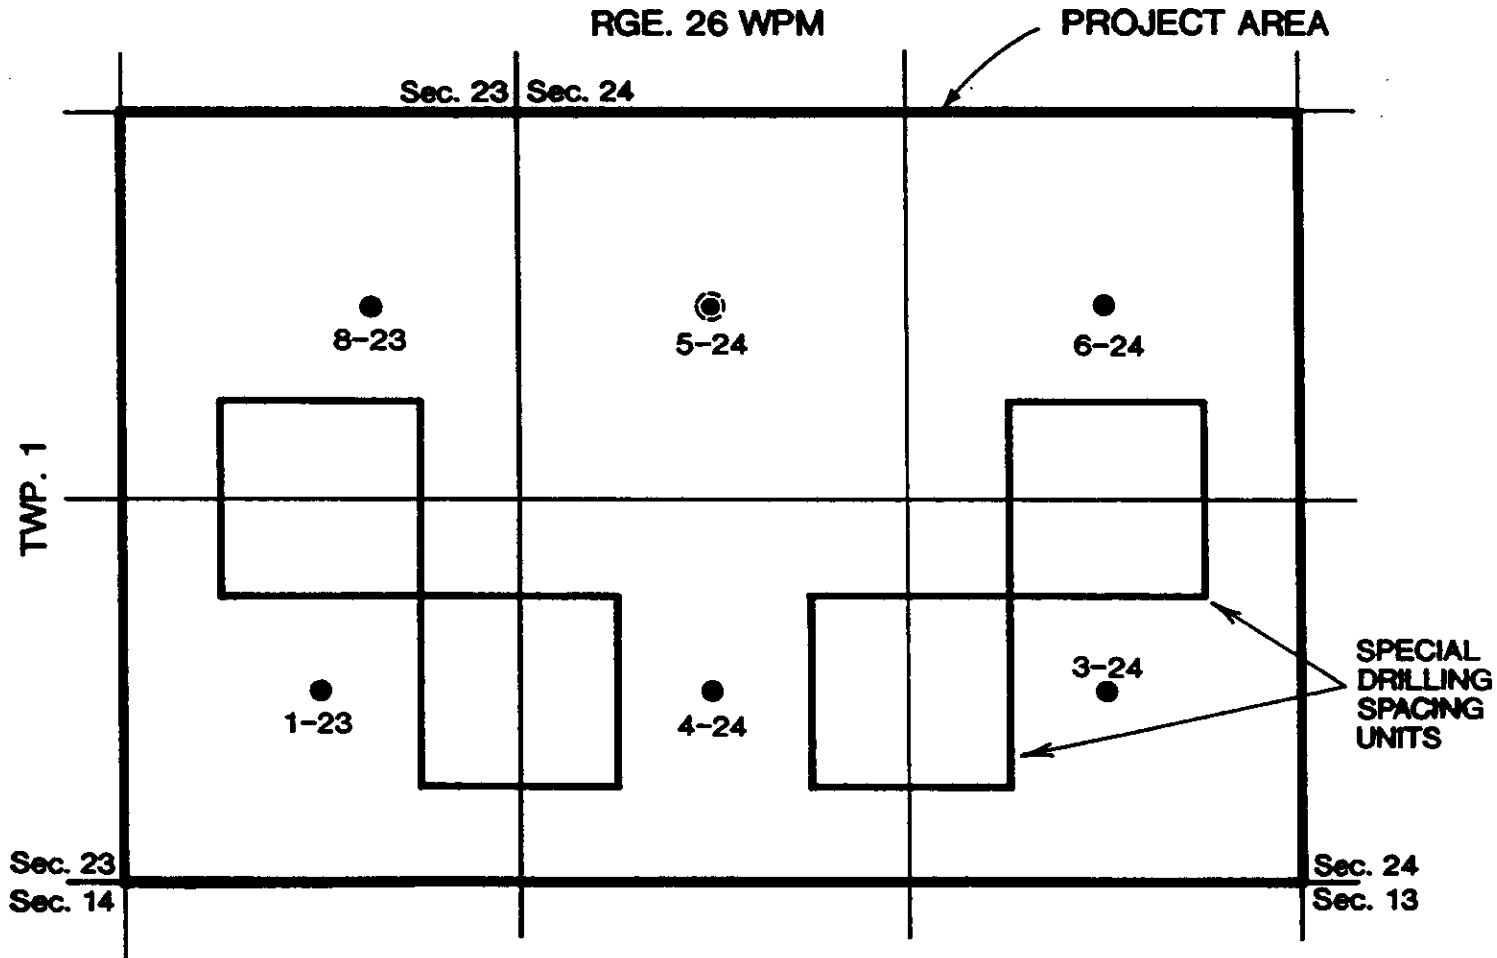 RGE. 26 WPM
PROJECT AREA
Sec. 23
Sec. 24
8-23
5-24
6-24
TWP. 1
1-23
4-24
3-24
SPECIAL
DRILLING
SPACING
UNITS
Sec. 23
Sec. 14
Sec. 24
Sec. 13